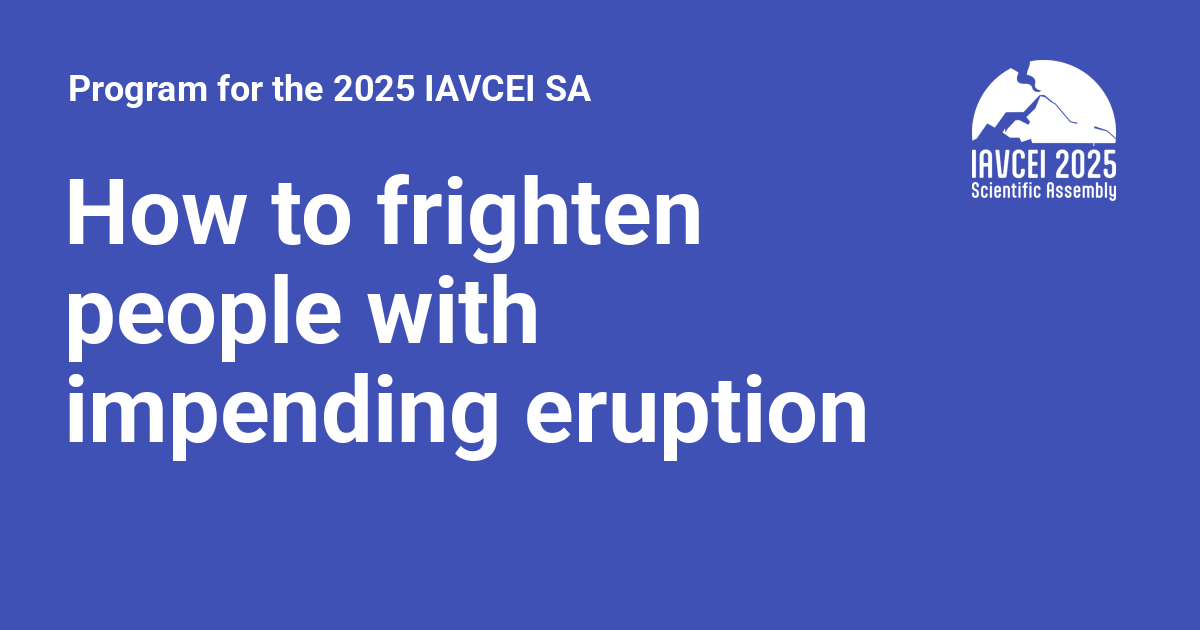 Program for the 2025 IAVCEI SA
IAVCEI 2025
Scientific Assembly
How to frighten
people with
impending eruption